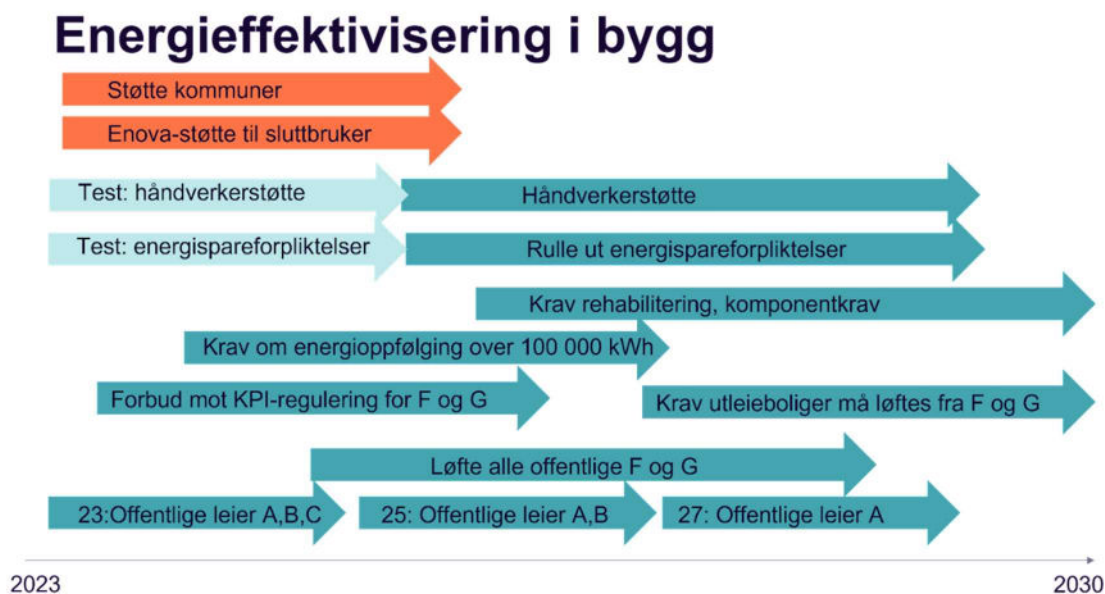 Energieffektivisering i bygg
Støtte kommuner
Enova-støtte til sluttbruker
Test: håndverkerstøtte
Håndverkerstøtte
Test: energispareforpliktelser
Rulle ut energispareforpliktelser
Krav rehabilitering, komponentkrav
Krav om energioppfølging over 100 000 kWh
Forbud mot KPI-regulering for F og G
Krav utleieboliger må løftes fra F og G
Løfte alle offentlige F og G
23:Offentlige leier A,B,C
25: Offentlige leier A,B
27: Offentlige leier A
2023
2030